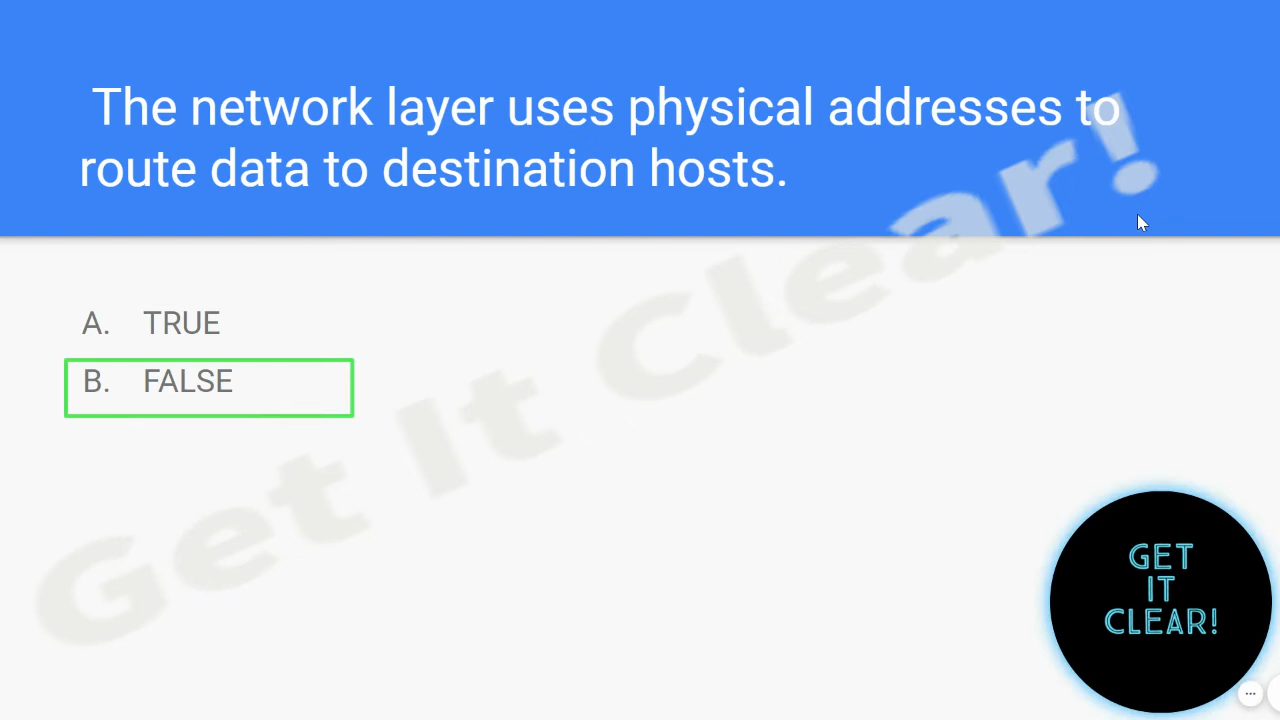 The network layer uses physical addresses to
route data to destination hosts.
A. TRUE
B. FALSE
Get It Clear!
GET
IT
CLEAR!